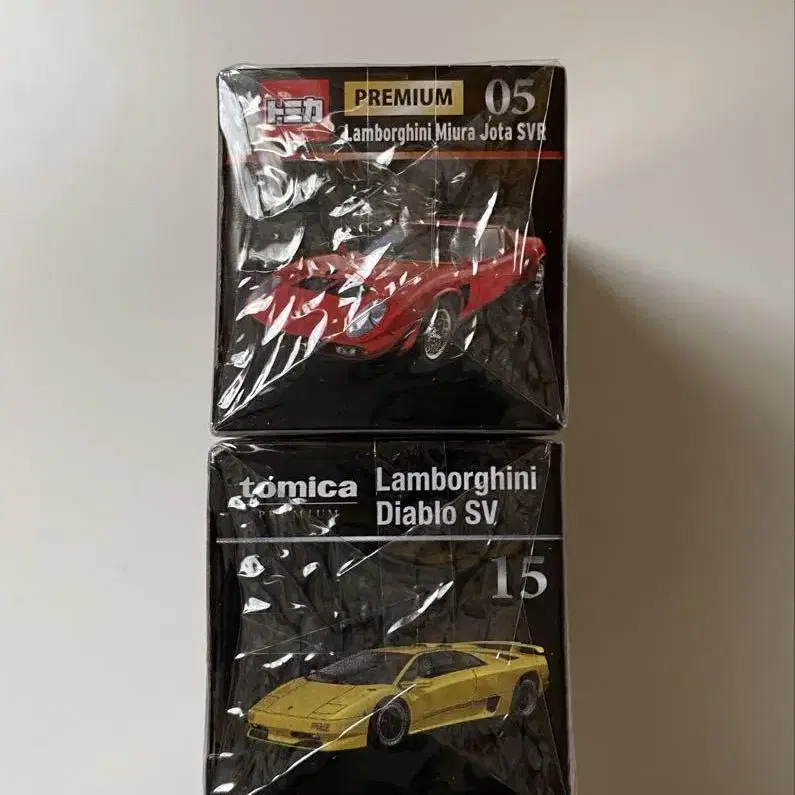 トミカ
PREMIUM
05
Lamborghini Miura Jota SVR
tomica
PREMIUM
Lamborghini
Diablo SV
15